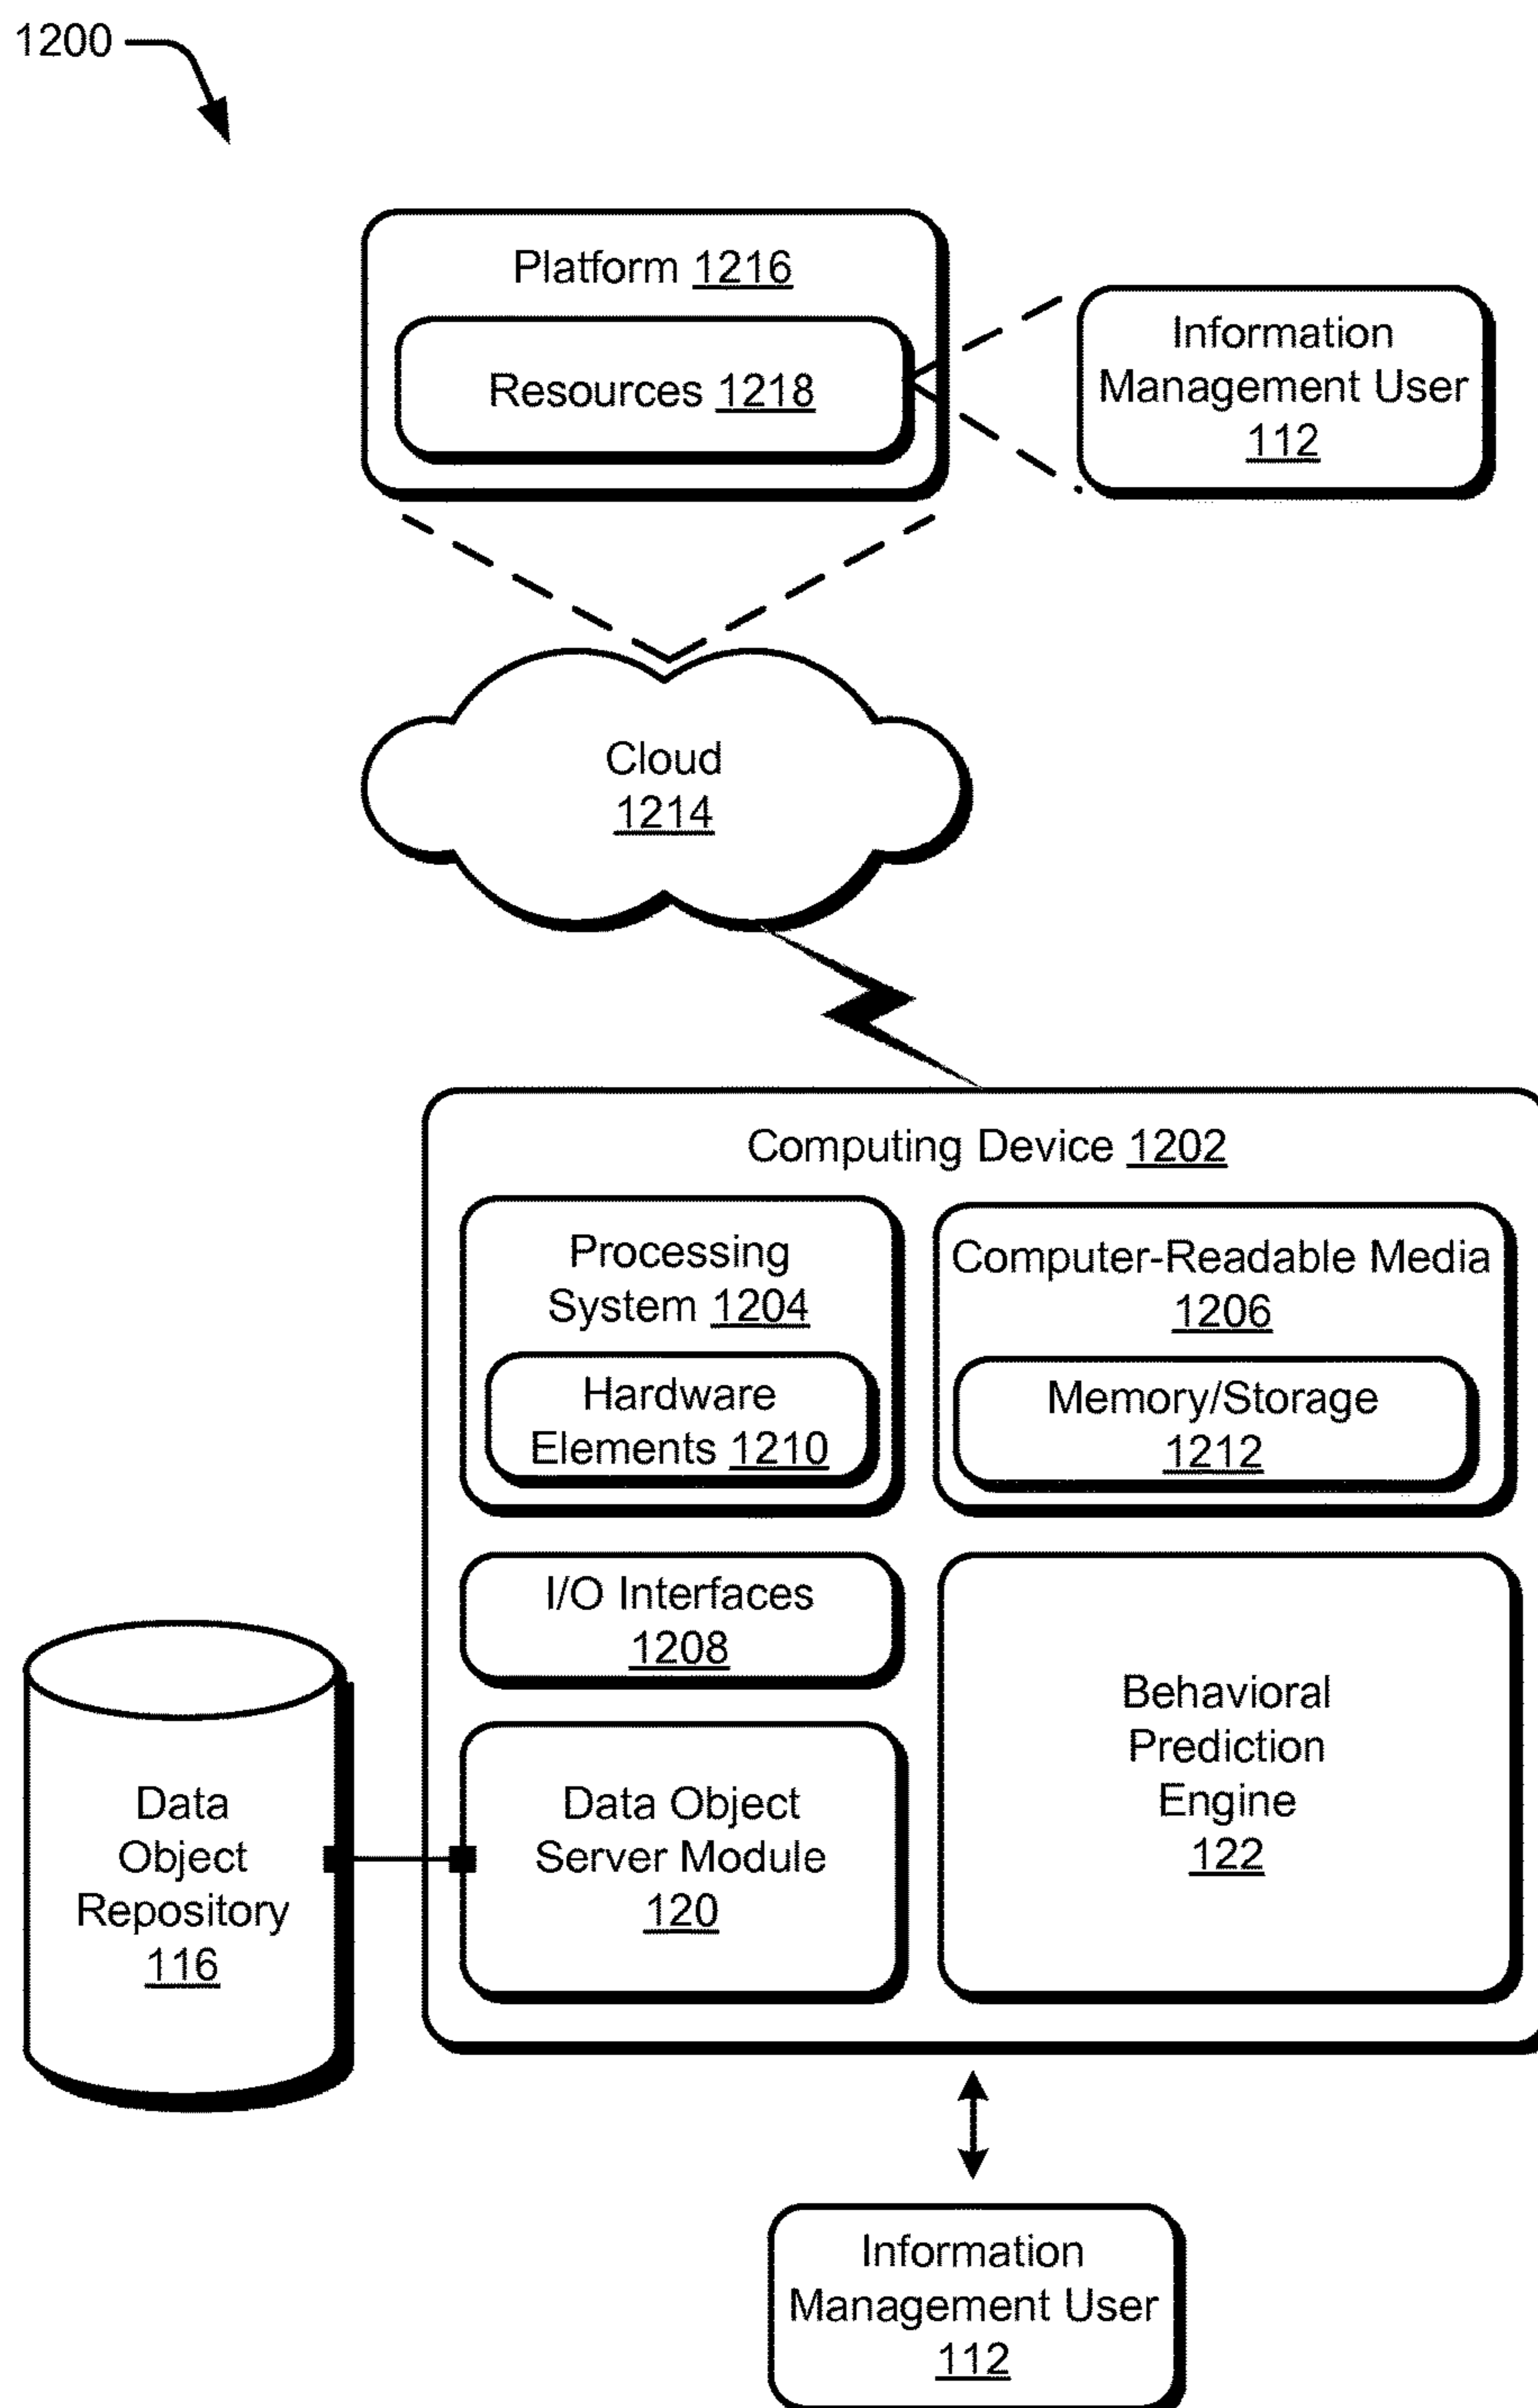 1200
Platform 1216
Resources 1218
Information
Management User
112
Cloud
1214
Computing Device 1202
Processing
System 1204
Hardware
Elements 1210
Computer-Readable Media
1206
Memory/Storage
1212
I/O Interfaces
1208
Data Object
Server Module
120
Behavioral
Prediction
Engine
122
Data
Object
Repository
116
Information
Management User
112